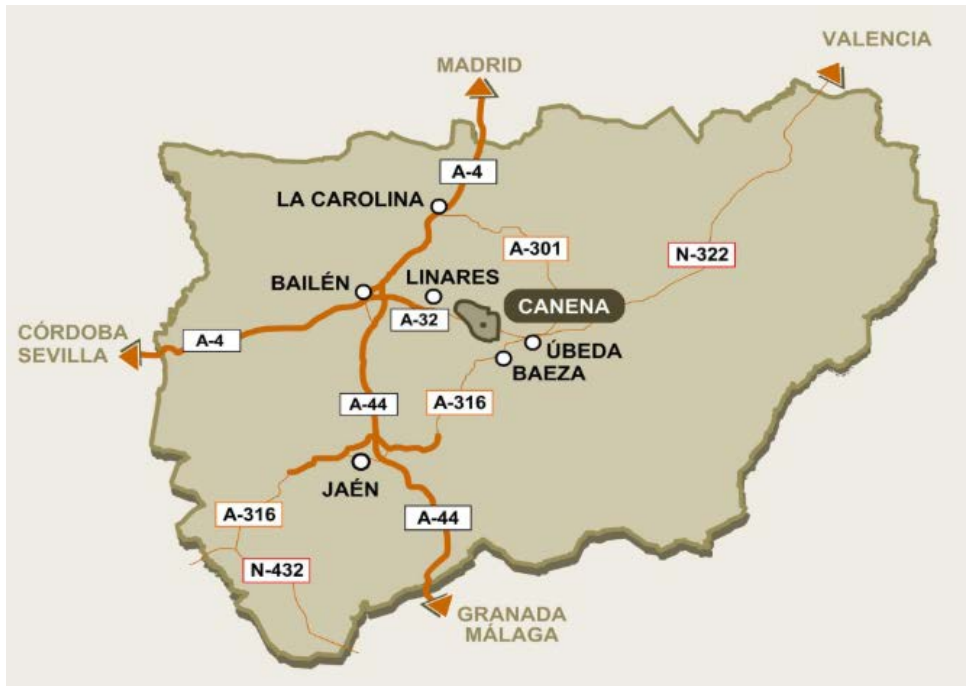 VALENCIA
MADRID
A-4
LA CAROLINA
A-301
N-322
BAILÉN
LINARES
CANENA
A-32
CÓRDOBA
SEVILLA
A-4
ÚBEDA
BAEZA
A-44
A-316
JAÉN
A-316
A-44
N-432
GRANADA
MÁLAGA